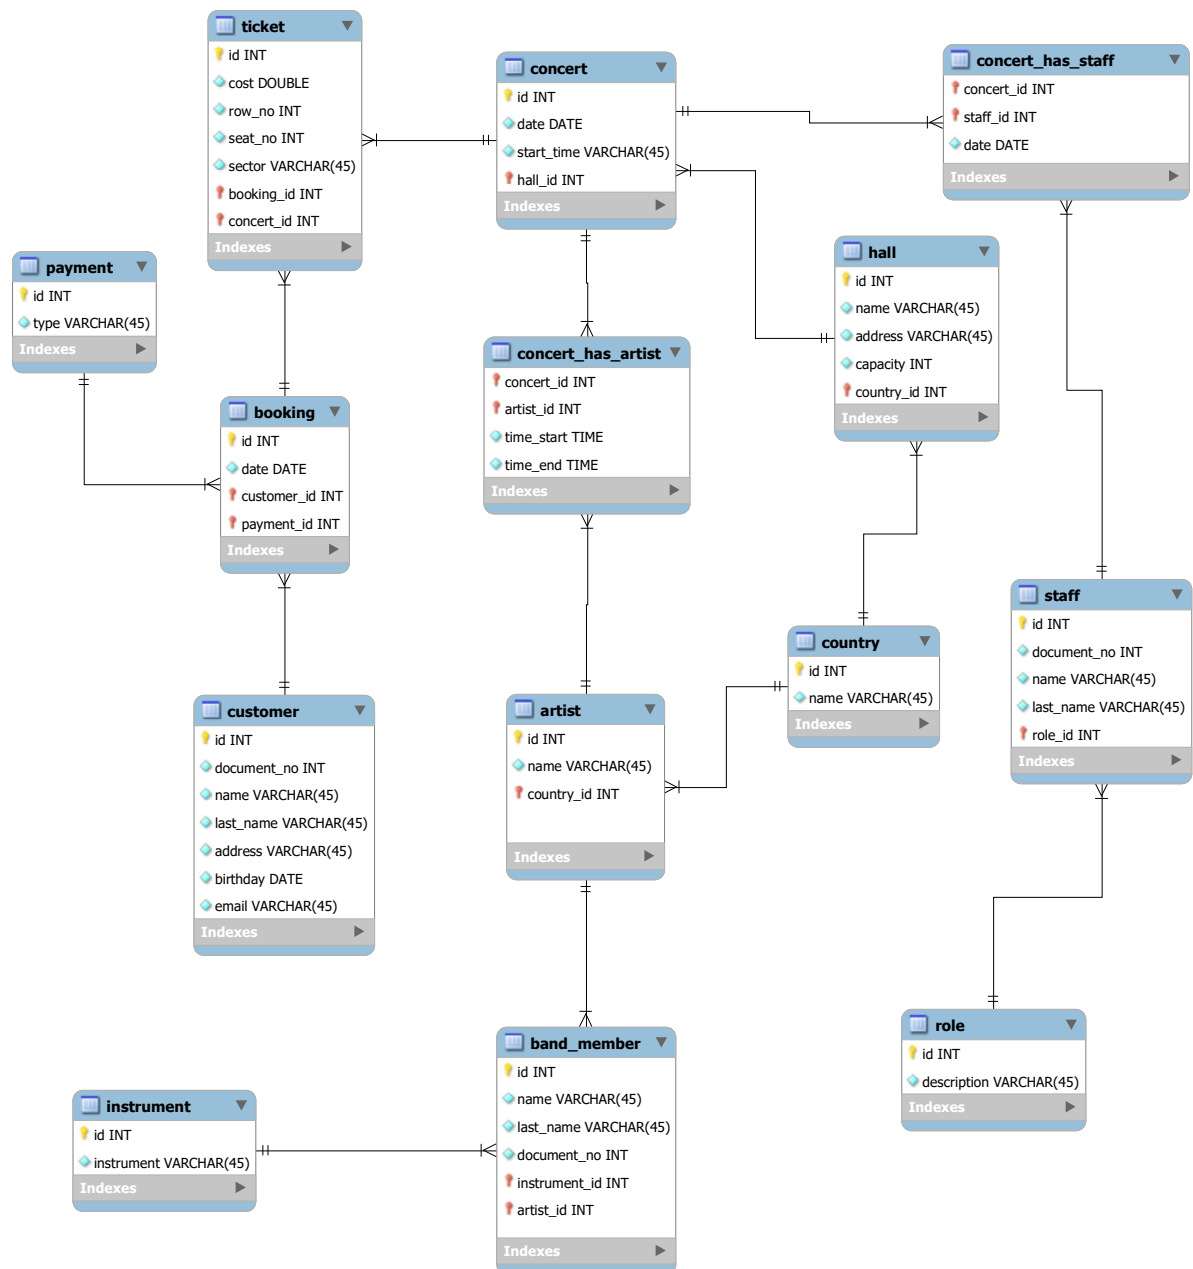 ticket
id INT
cost DOUBLE
row_no INT
seat_no INT
sector VARCHAR(45)
booking_id INT
concert_id INT
Indexes
concert
id INT
date DATE
start_time VARCHAR(45)
hall_id INT
Indexes
concert_has_staff
concert_id INT
staff_id INT
date DATE
Indexes
payment
id INT
type VARCHAR(45)
Indexes
hall
id INT
name VARCHAR(45)
address VARCHAR(45)
capacity INT
country_id INT
Indexes
concert_has_artist
concert_id INT
artist_id INT
time_start TIME
time_end TIME
Indexes
booking
id INT
date DATE
customer_id INT
payment_id INT
Indexes
staff
id INT
document_no INT
name VARCHAR(45)
last_name VARCHAR(45)
role_id INT
Indexes
country
id INT
name VARCHAR(45)
Indexes
customer
id INT
document_no INT
name VARCHAR(45)
last_name VARCHAR(45)
address VARCHAR(45)
birthday DATE
email VARCHAR(45)
Indexes
artist
id INT
name VARCHAR(45)
country_id INT
Indexes
role
id INT
description VARCHAR(45)
Indexes
band_member
id INT
name VARCHAR(45)
last_name VARCHAR(45)
document_no INT
instrument_id INT
artist_id INT
Indexes
instrument
id INT
instrument VARCHAR(45)
Indexes